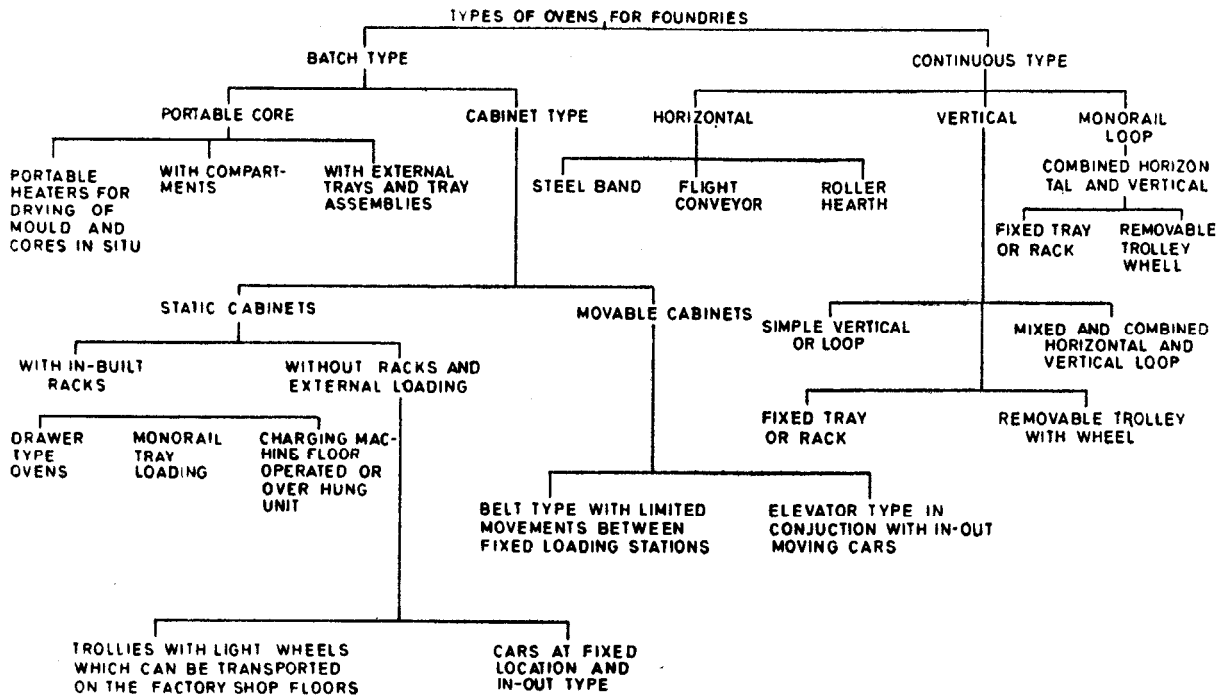 TYPES OF OVENS FOR FOUNDRIES
BATCH TYPE
CONTINUOUS TYPE
PORTABLE CORE
CABINET TYPE
HORIZONTAL
VERTICAL
MONORAIL
LOOP
PORTABLE
HEATERS FOR
DRYING OF
MOULD AND
CORES IN SITU
WITH COMPART-
MENTS
WITH EXTERNAL
TRAYS AND TRAY
ASSEMBLIES
STEEL BAND
FLIGHT
CONVEYOR
ROLLER
HEARTH
COMBINED HORIZON
TAL AND VERTICAL
FIXED TRAY
OR RACK
REMOVABLE
TROLLEY
WHELL
STATIC CABINETS
MOVABLE CABINETS
SIMPLE VERTICAL
OR LOOP
MIXED AND COMBINED
HORIZONTAL AND
VERTICAL LOOP
WITH IN-BUILT
RACKS
WITHOUT RACKS AND
EXTERNAL LOADING
FIXED TRAY
OR RACK
REMOVABLE TROLLEY
WITH WHEEL
DRAWER
TYPE
OVENS
MONORAIL
TRAY
LOADING
CHARGING MAC-
HINE FLOOR
OPERATED OR
OVER HUNG
UNIT
BELT TYPE WITH LIMITED
MOVEMENTS BETWEEN
FIXED LOADING STATIONS
ELEVATOR TYPE IN
CONJUCTION WITH IN-OUT
MOVING CARS
TROLLIES WITH LIGHT WHEELS
WHICH CAN BE TRANSPORTED
ON THE FACTORY SHOP FLOORS
CARS AT FIXED
LOCATION AND
IN-OUT TYPE